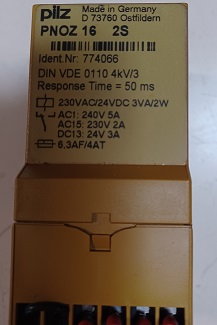 pilz Made in Germany
D 73760 Ostfildern
PNOZ 16 2S
Ident.Nr: 774066
DIN VDE 0110 4kV/3
Response Time = 50 ms
230VAC/24VDC 3VA/2W
AC1: 240V 5A
AC15: 230V 2A
DC13: 24V 3A
6,3AF/4AT